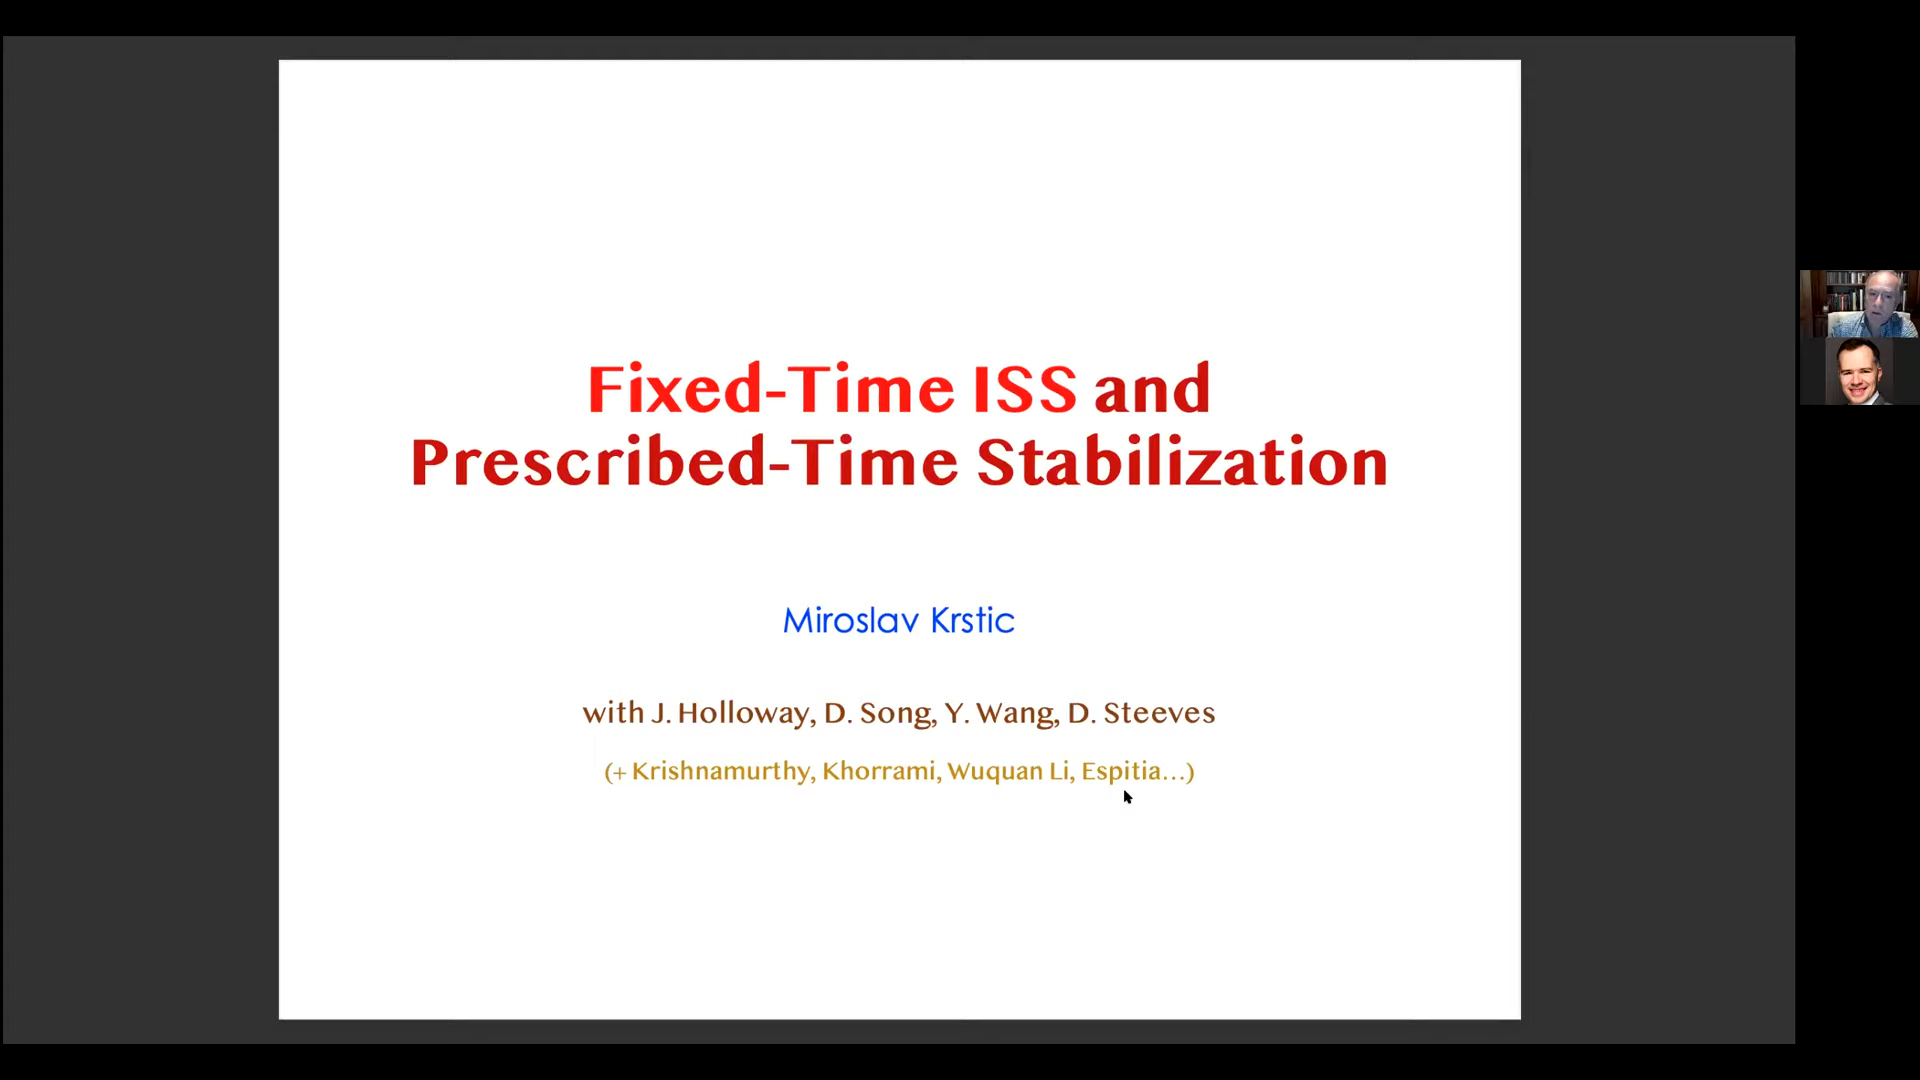 Fixed-Time ISS and
Prescribed-Time Stabilization
Miroslav Krstic
with J. Holloway, D. Song, Y. Wang, D. Steeves
(+ Krishnamurthy, Khorrami, Wuquan Li, Espitia...)